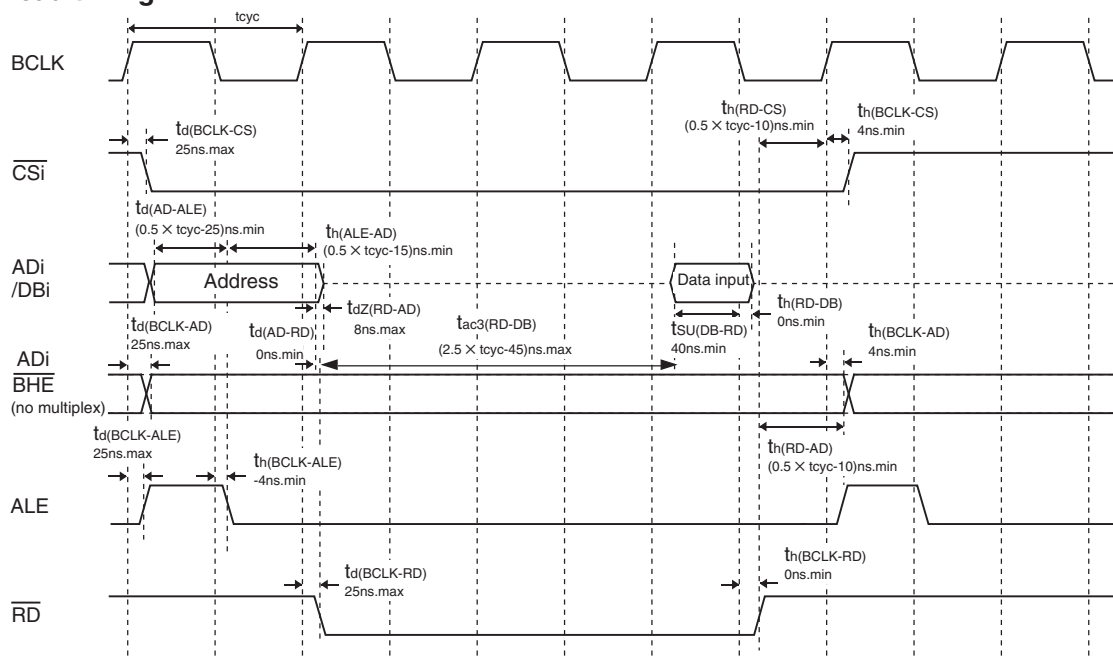 tcyc
BCLK
td(BCLK-CS)
25ns.max
th(RD-CS)
(0.5 × tcyc-10)ns.min
th(BCLK-CS)
4ns.min
CSi
td(AD-ALE)
(0.5 × tcyc-25)ns.min
th(ALE-AD)
(0.5 × tcyc-15)ns.min
ADi
/DBi
Address
Data input
tdZ(RD-AD)
8ns.max
th(RD-DB)
0ns.min
td(BCLK-AD)
25ns.max
td(AD-RD)
0ns.min
tac3(RD-DB)
(2.5 × tcyc-45)ns.max
tSU(DB-RD)
40ns.min
th(BCLK-AD)
4ns.min
ADi
BHE
(no multiplex)
td(BCLK-ALE)
25ns.max
th(BCLK-ALE)
-4ns.min
th(RD-AD)
(0.5 × tcyc-10)ns.min
ALE
td(BCLK-RD)
25ns.max
th(BCLK-RD)
0ns.min
RD